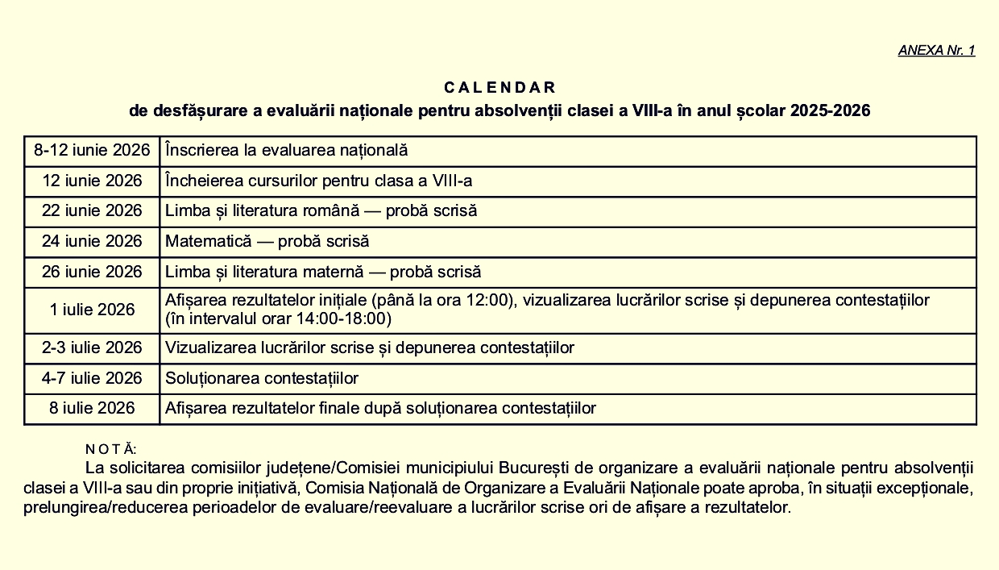 ANEXA Nr. 1
C A L E N D A R
de desfășurare a evaluării naționale pentru absolvenții clasei a VIII-a în anul școlar 2025-2026
8-12 iunie 2026 Înscrierea la evaluarea națională
12 iunie 2026 Încheierea cursurilor pentru clasa a VIII-a
22 iunie 2026 Limba și literatura română — probă scrisă
24 iunie 2026 Matematică — probă scrisă
26 iunie 2026 Limba și literatura maternă — probă scrisă
1 iulie 2026 Afișarea rezultatelor inițiale (până la ora 12:00), vizualizarea lucrărilor scrise și depunerea contestațiilor
(în intervalul orar 14:00-18:00)
2-3 iulie 2026 Vizualizarea lucrărilor scrise și depunerea contestațiilor
4-7 iulie 2026 Soluționarea contestațiilor
8 iulie 2026 Afișarea rezultatelor finale după soluționarea contestațiilor
N O T Ă:
La solicitarea comisiilor județene/Comisiei municipiului București de organizare a evaluării naționale pentru absolvenții
clasei a VIII-a sau din proprie inițiativă, Comisia Națională de Organizare a Evaluării Naționale poate aproba, în situații excepționale,
prelungirea/reducerea perioadelor de evaluare/reevaluare a lucrărilor scrise ori de afișare a rezultatelor.